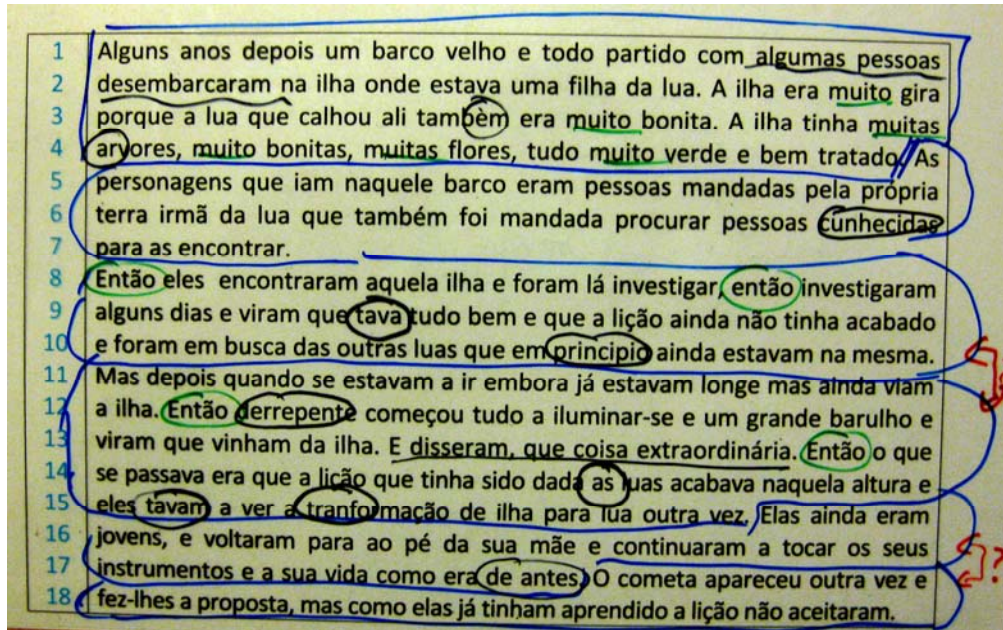 1 Alguns anos depois um barco velho e todo partido com algumas pessoas
2 desembarcaram na ilha onde estava uma filha da lua. A ilha era muito gira
3 porque a lua que calhou ali tambèm era muito bonita. A ilha tinha muitas
4 arvores, muito bonitas, muitas flores, tudo muito verde e bem tratado. As
5 personagens que iam naquele barco eram pessoas mandadas pela própria
6 terra irmã da lua que também foi mandada procurar pessoas cunhecidas
7 para as encontrar.
8 Então eles encontraram aquela ilha e foram lá investigar, então investigaram
9 alguns dias e viram que tava tudo bem e que a lição ainda não tinha acabado
10 e foram em busca das outras luas que em principio ainda estavam na mesma.
11 Mas depois quando se estavam a ir embora já estavam longe mas ainda viam
12 a ilha. Então derrepente começou tudo a iluminar-se e um grande barulho e
13 viram que vinham da ilha. E disseram, que coisa extraordinária. Então o que
14 se passava era que a lição que tinha sido dada as luas acabava naquela altura e
15 eles tavam a ver a tranformação de ilha para lua outra vez. Elas ainda eram
16 jovens, e voltaram para ao pé da sua mãe e continuaram a tocar os seus
17 instrumentos e a sua vida como era de antes. O cometa apareceu outra vez e
18 fez-lhes a proposta, mas como elas já tinham aprendido a lição não aceitaram.
?